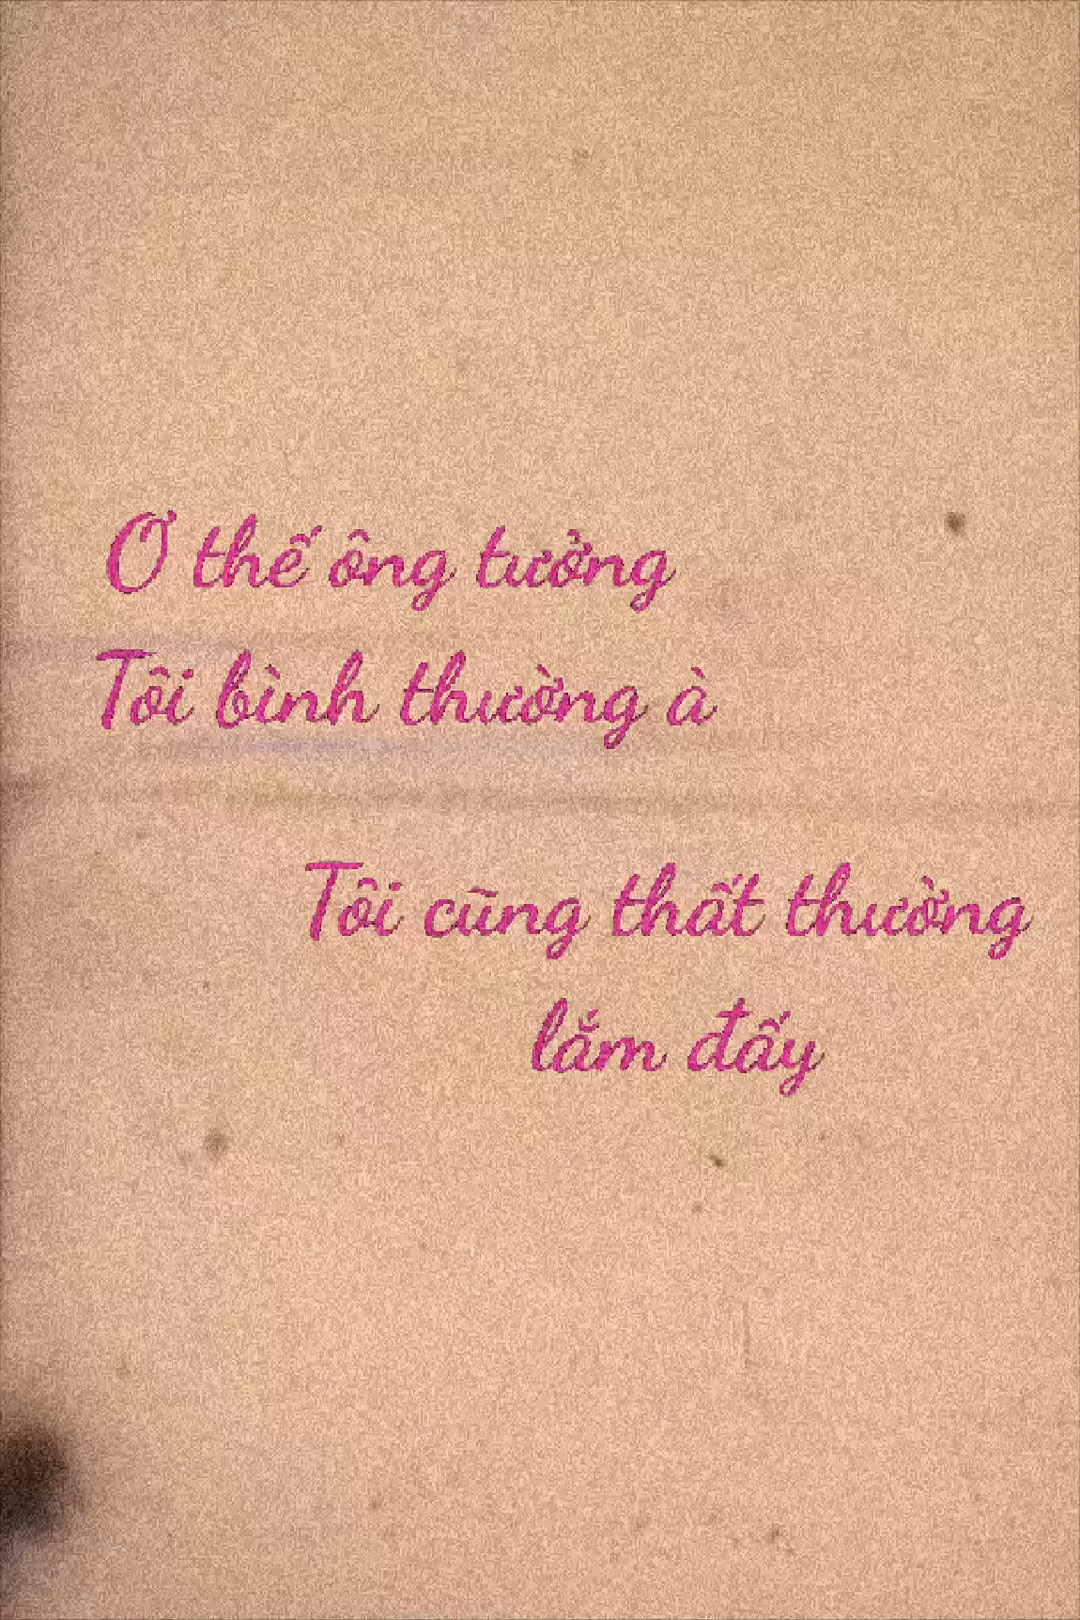 Ơ thế ông tưởng
Tôi bình thường à
Tôi cũng thất thường
lắm đấy